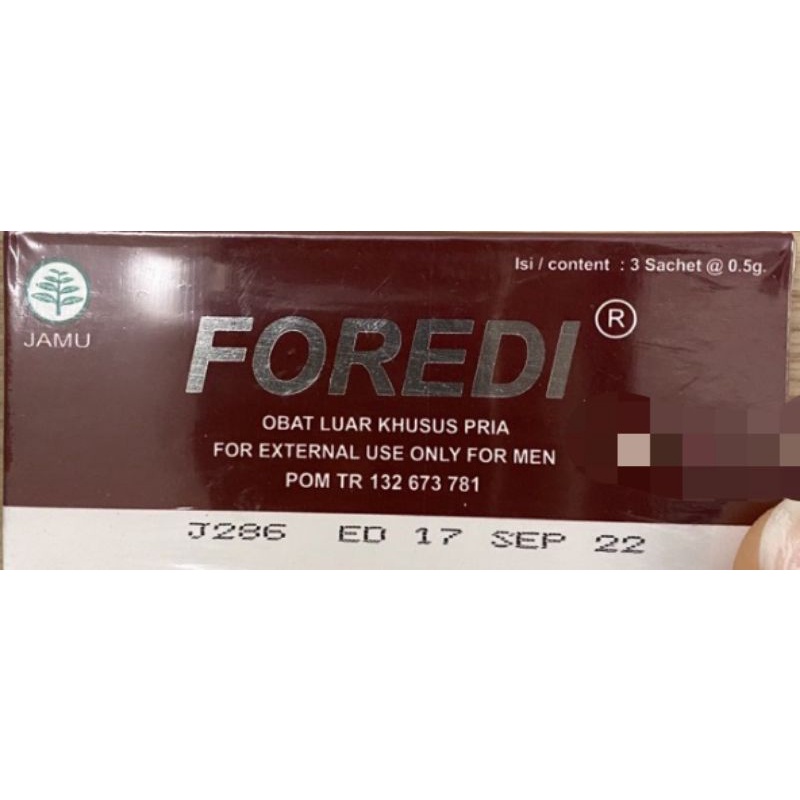 Isi / content : 3 Sachet @ 0.5g.
JAMU
FOREDI ®
OBAT LUAR KHUSUS PRIA
FOR EXTERNAL USE ONLY FOR MEN
POM TR 132 673 781
J286 ED 17 SEP 22